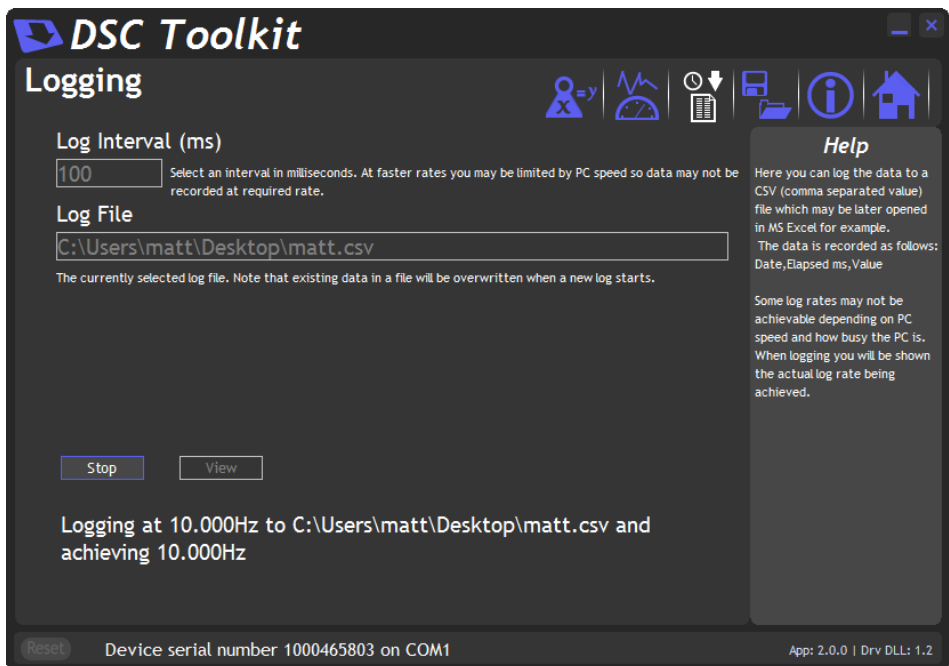 DSC Toolkit
Logging
x=y
Log Interval (ms)
100
Select an interval in milliseconds. At faster rates you may be limited by PC speed so data may not be
recorded at required rate.
Log File
C:\Users\matt\Desktop\matt.csv
The currently selected log file. Note that existing data in a file will be overwritten when a new log starts.
Stop
View
Logging at 10.000Hz to C:\Users\matt\Desktop\matt.csv and
achieving 10.000Hz
Help
Here you can log the data to a
CSV (comma separated value)
file which may be later opened
in MS Excel for example.
The data is recorded as follows:
Date,Elapsed ms,Value
Some log rates may not be
achievable depending on PC
speed and how busy the PC is.
When logging you will be shown
the actual log rate being
achieved.
Reset
Device serial number 1000465803 on COM1
App: 2.0.0 | Drv DLL: 1.2